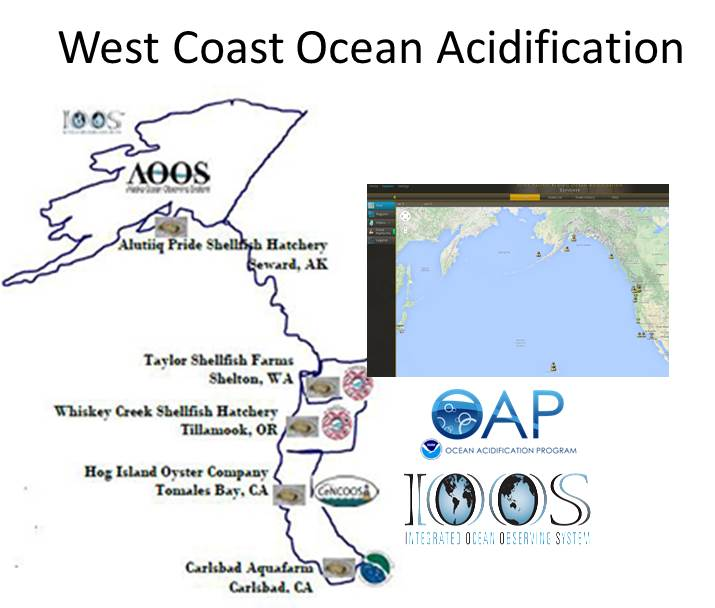 West Coast Ocean Acidification
IOOS
AOOS
Alaska Ocean Observing System
Alutiiq Pride Shellfish Hatchery
Seward, AK
Taylor Shellfish Farms
Shelton, WA
Whiskey Creek Shellfish Hatchery
Tillamook, OR
Hog Island Oyster Company
Tomales Bay, CA
CeNCOOS
Carlsbad Aquafarm
Carlsbad, CA
OAP
OCEAN ACIDIFICATION PROGRAM
IOOS
INTEGRATED OCEAN OBSERVING SYSTEM